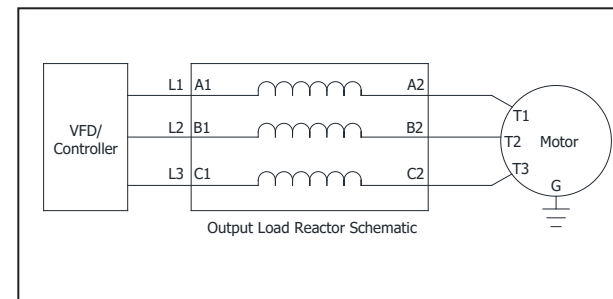 L1 A1 A2
T1
VFD/
Controller
L2 B1 B2
T2 Motor
T3
L3 C1 C2
G
Output Load Reactor Schematic